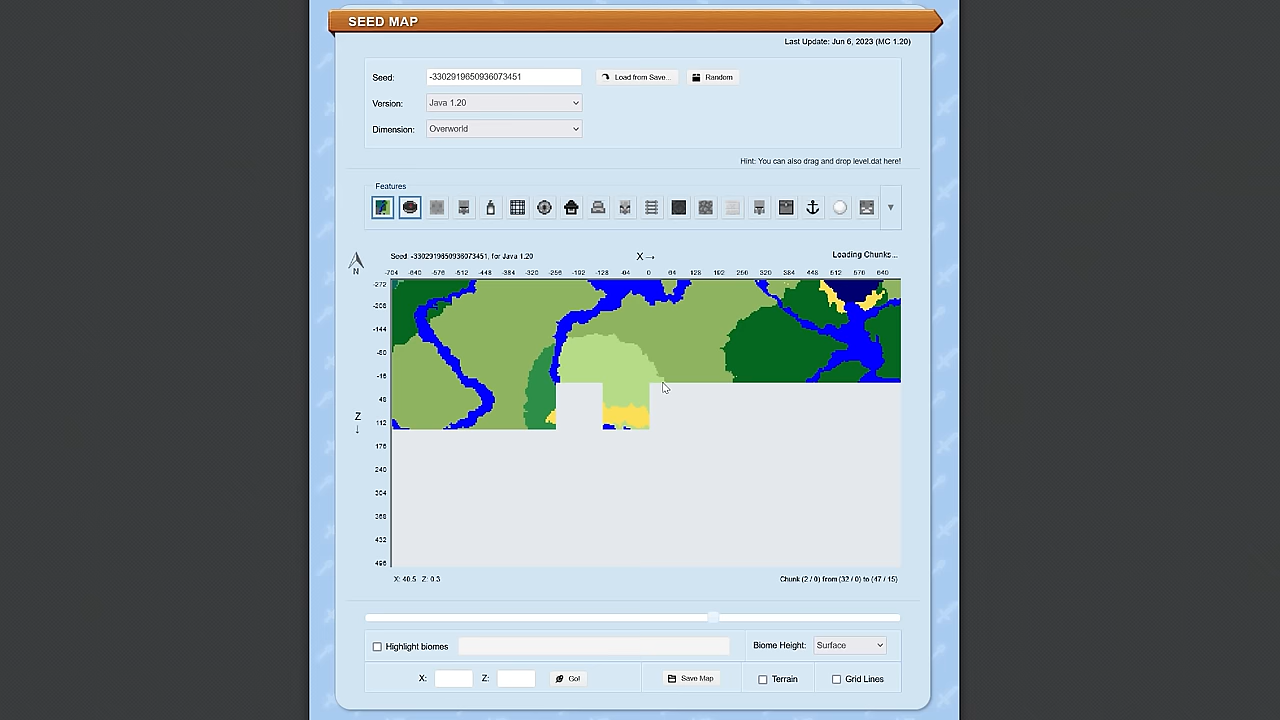 SEED MAP
Last Update: Jun 6, 2023 (MC 1.20)
Seed: -3302919650936073451 Load from Save... Random
Version: Java 1.20
Dimension: Overworld
Hint: You can also drag and drop level.dat here!
Features
Seed: -3302919650936073451, for Java 1.20 X → Loading Chunks...
N
-704 -640 -576 -512 -448 -384 -320 -256 -192 -128 -64 0 64 128 192 256 320 384 448 512 576 640
-272
-208
-144
-80
-16
48
112
176
240
304
368
432
496
Z ↓
X: 40.5 Z: 0.3 Chunk (2 / 0) from (32 / 0) to (47 / 15)
Highlight biomes Biome Height: Surface
X: Z: Go! Save Map Terrain Grid Lines